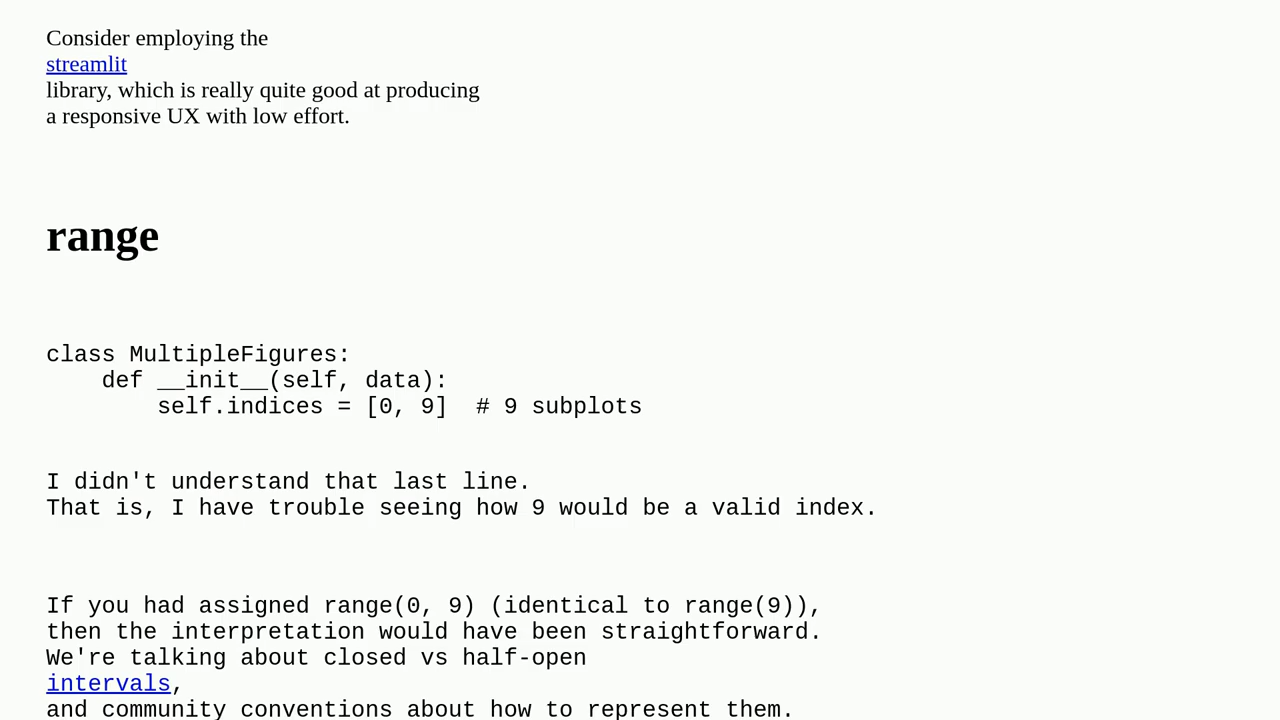 Consider employing the
streamlit
library, which is really quite good at producing
a responsive UX with low effort.
range
class MultipleFigures:
    def __init__(self, data):
        self.indices = [0, 9]  # 9 subplots
I didn't understand that last line.
That is, I have trouble seeing how 9 would be a valid index.
If you had assigned range(0, 9) (identical to range(9)),
then the interpretation would have been straightforward.
We're talking about closed vs half-open
intervals,
and community conventions about how to represent them.